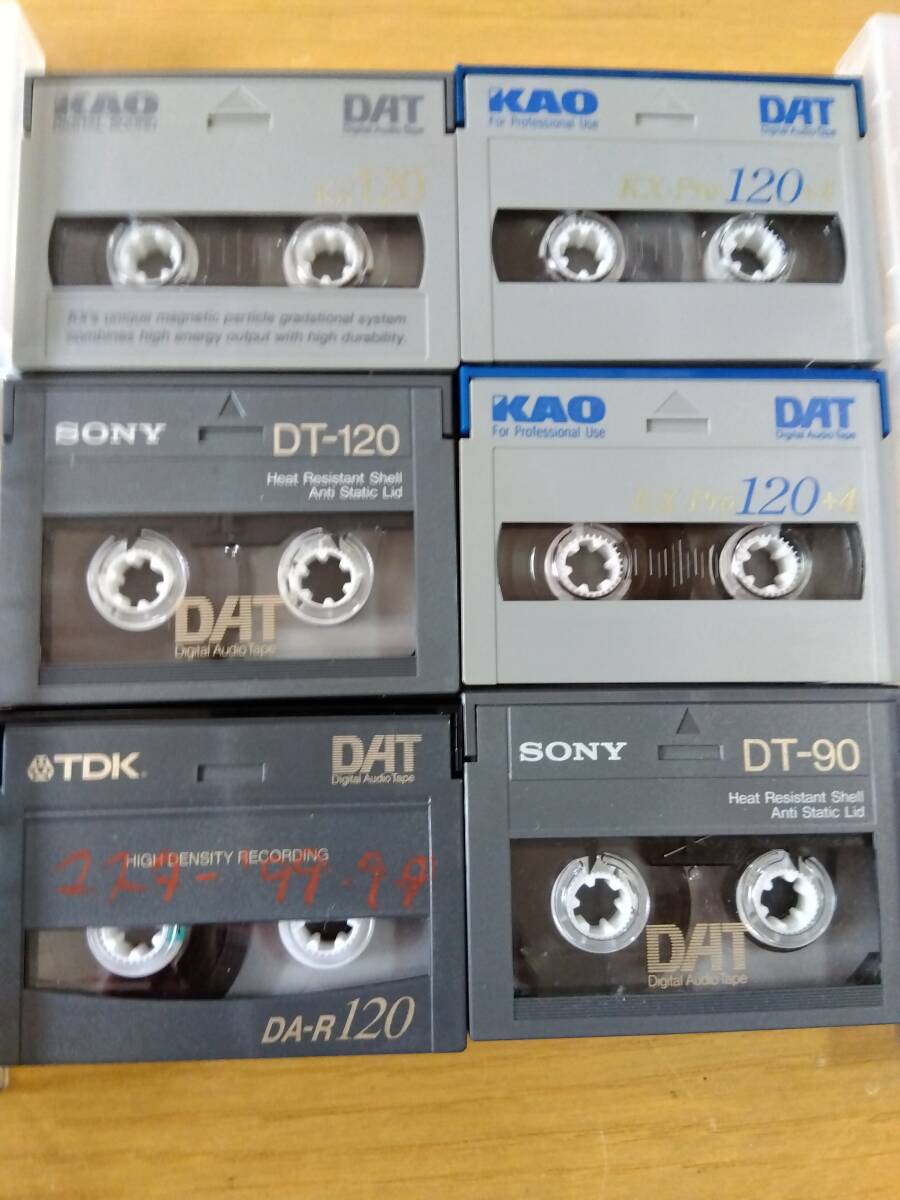 KAO
DAT
Digital Audio Tape
Kx 120
Kx's unique magnetic particle gradational system
combines high energy output with high durability.
KAO
For Professional Use
DAT
Digital Audio Tape
KX-Pro 120+4
SONY
DT-120
Heat Resistant Shell
Anti Static Lid
DAT
Digital Audio Tape
KAO
For Professional Use
DAT
Digital Audio Tape
KX-Pro 120+4
TDK
DAT
Digital Audio Tape
HIGH DENSITY RECORDING
DA-R 120
SONY
DT-90
Heat Resistant Shell
Anti Static Lid
DAT
Digital Audio Tape